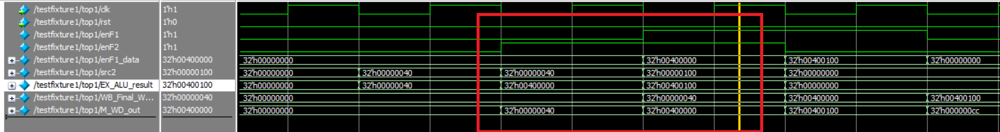 /testfixture1/top1/clk 1'h1
/testfixture1/top1/rst 1'h0
/testfixture1/top1/enF1 1'h1
/testfixture1/top1/enF2 1'h1
/testfixture1/top1/enF1_data 32'h00400000 32'h00000000 32'h00400000 32'h00400100 32'h00000000
/testfixture1/top1/src2 32'h00000100 32'h00000000 32'h00000040 32'h00000040 32'h00000100 32'h00000000
/testfixture1/top1/EX_ALU_result 32'h00400100 32'h00000000 32'h00000040 32'h00400000 32'h00400100 32'h00000000
/testfixture1/top1/WB_Final_W... 32'h00000040 32'h00000000 32'h00000040 32'h00400000 32'h00400100
/testfixture1/top1/M_WD_out 32'h00400000 32'h00000000 32'h00000040 32'h00400000 32'h00400100 32'h000000cc